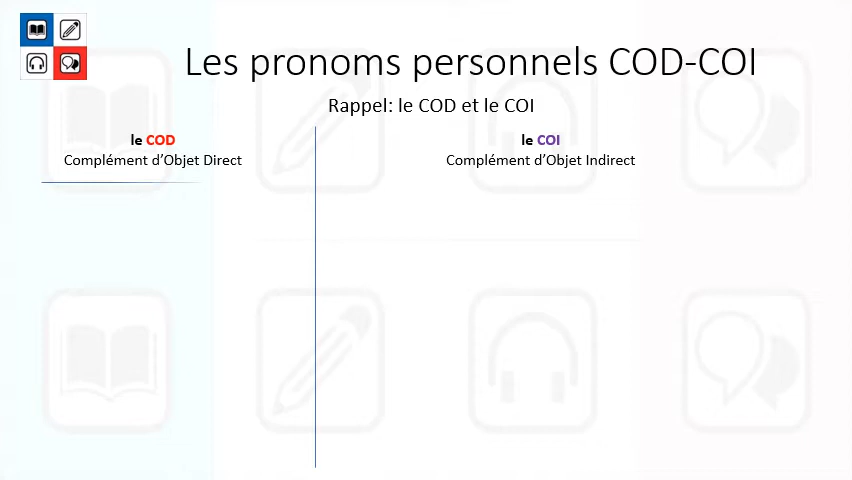 Les pronoms personnels COD-COI
Rappel: le COD et le COI
le COD
Complément d’Objet Direct
le COI
Complément d’Objet Indirect